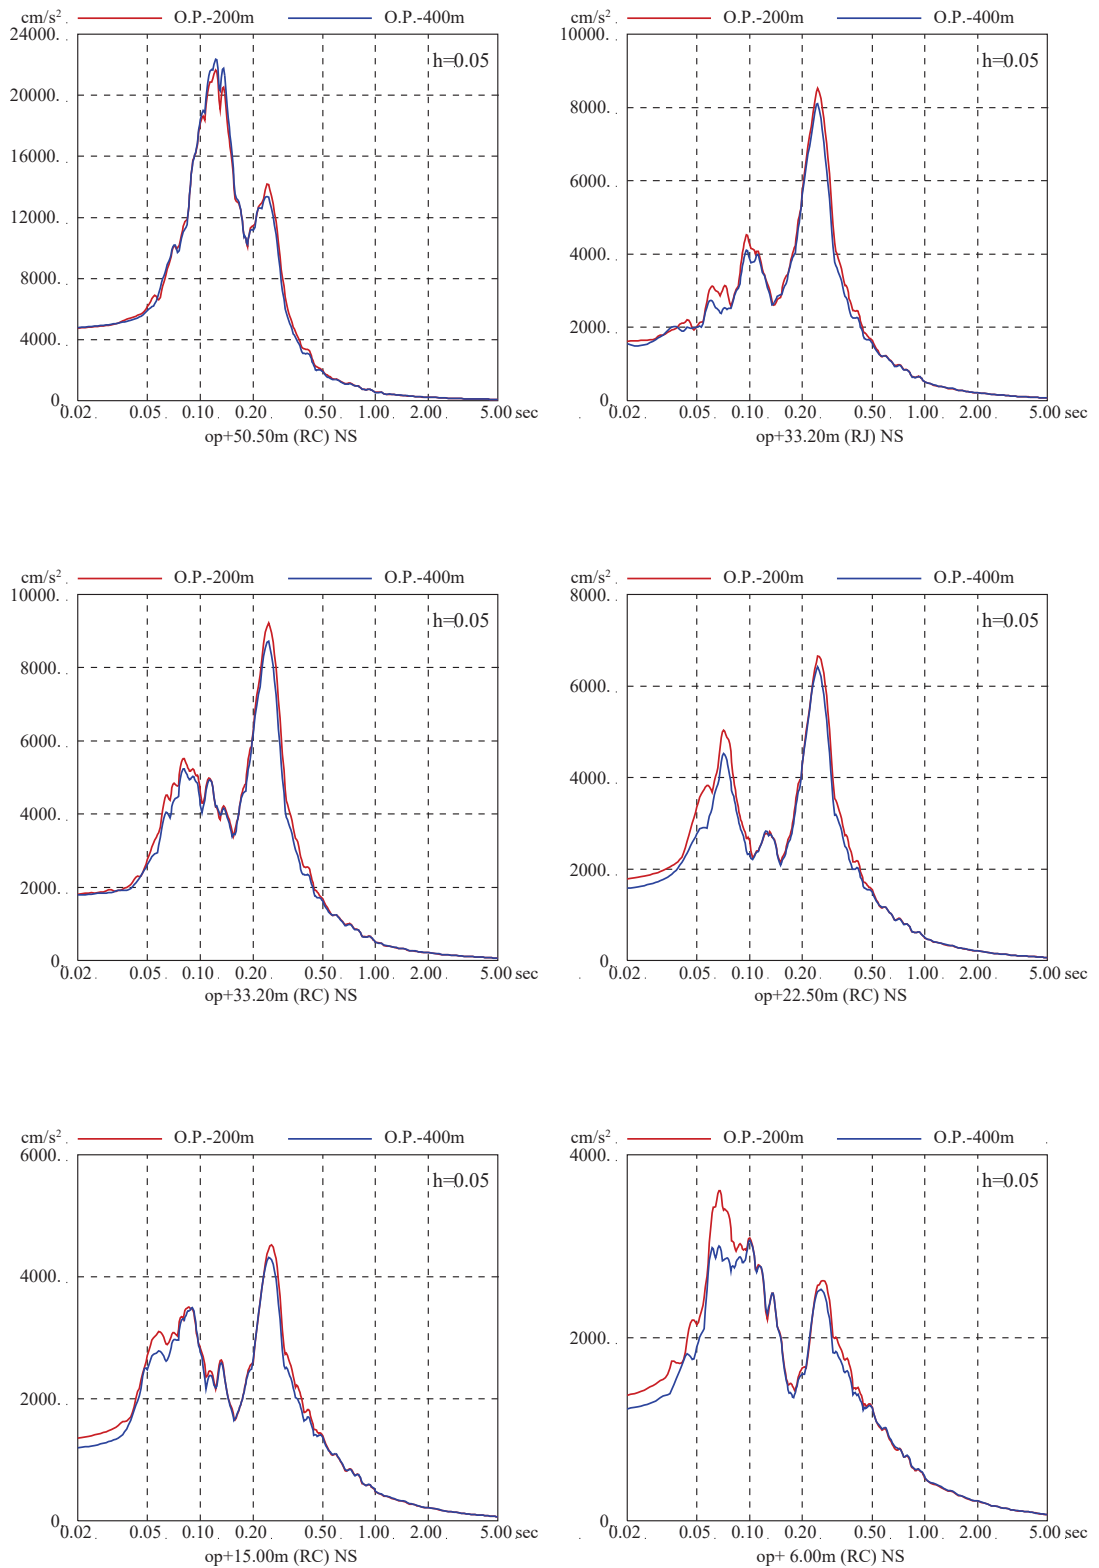 cm/s² O.P.-200m O.P.-400m
24000.
h=0.05
20000.
16000.
12000.
8000.
4000.
0.
0.02 0.05 0.10 0.20 0.50 1.00 2.00 5.00 sec
op+50.50m (RC) NS
cm/s² O.P.-200m O.P.-400m
10000.
h=0.05
8000.
6000.
4000.
2000.
0.
0.02 0.05 0.10 0.20 0.50 1.00 2.00 5.00 sec
op+33.20m (RJ) NS
cm/s² O.P.-200m O.P.-400m
10000.
h=0.05
8000.
6000.
4000.
2000.
0.
0.02 0.05 0.10 0.20 0.50 1.00 2.00 5.00 sec
op+33.20m (RC) NS
cm/s² O.P.-200m O.P.-400m
8000.
h=0.05
6000.
4000.
2000.
0.
0.02 0.05 0.10 0.20 0.50 1.00 2.00 5.00 sec
op+22.50m (RC) NS
cm/s² O.P.-200m O.P.-400m
6000.
h=0.05
4000.
2000.
0.
0.02 0.05 0.10 0.20 0.50 1.00 2.00 5.00 sec
op+15.00m (RC) NS
cm/s² O.P.-200m O.P.-400m
4000.
h=0.05
2000.
0.
0.02 0.05 0.10 0.20 0.50 1.00 2.00 5.00 sec
op+ 6.00m (RC) NS